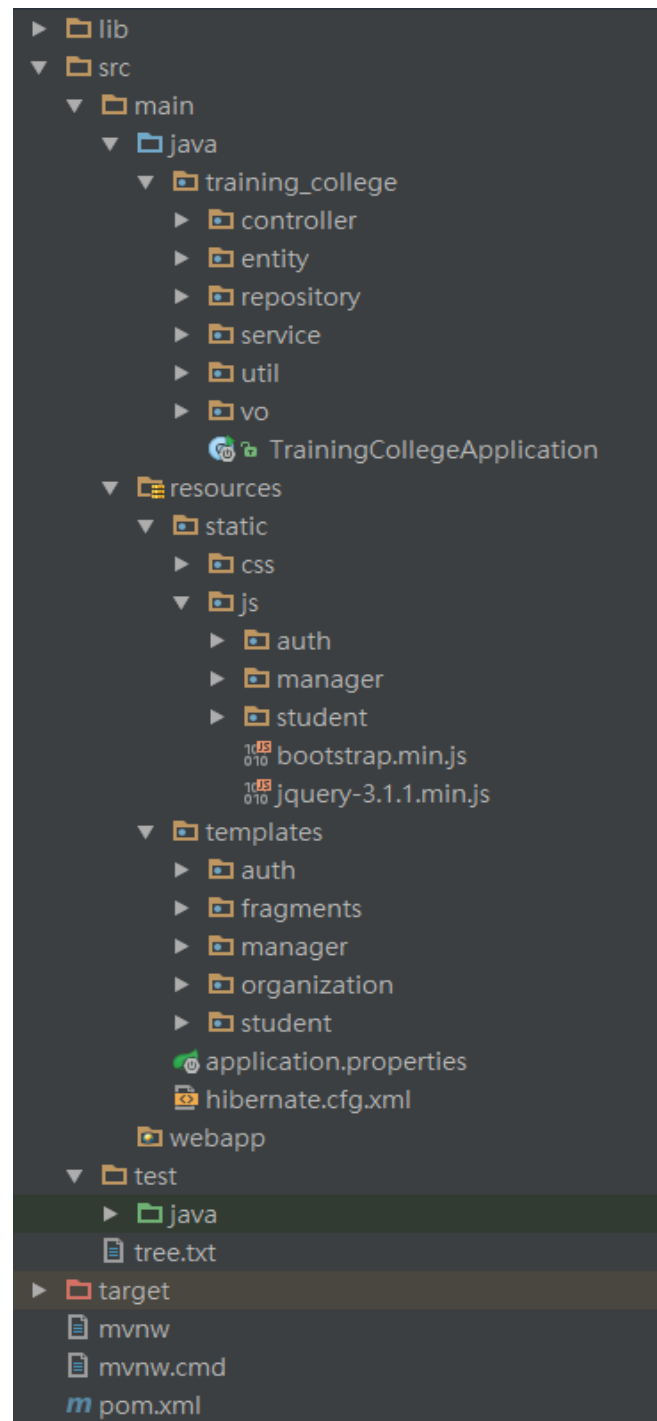 lib
src
main
java
training_college
controller
entity
repository
service
util
vo
TrainingCollegeApplication
resources
static
css
js
auth
manager
student
bootstrap.min.js
jquery-3.1.1.min.js
templates
auth
fragments
manager
organization
student
application.properties
hibernate.cfg.xml
webapp
test
java
tree.txt
target
mvnw
mvnw.cmd
pom.xml